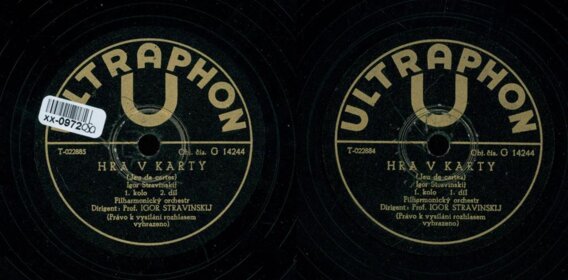 ULTRAPHON
U
xx-097200
T-022885
Obj. čís. G 14244
HRA V KARTY
(Jeu de cartes)
Igor Stravinskij
1. kolo 2. díl
Filharmonický orchestr
Dirigent: Prof. IGOR STRAVINSKIJ
(Právo k vysílání rozhlasem
vyhrazeno)
ULTRAPHON
U
T-022884
Obj. čís. G 14244
HRA V KARTY
(Jeu de cartes)
Igor Stravinskij
1. kolo 1. díl
Filharmonický orchestr
Dirigent: Prof. IGOR STRAVINSKIJ
(Právo k vysílání rozhlasem
vyhrazeno)